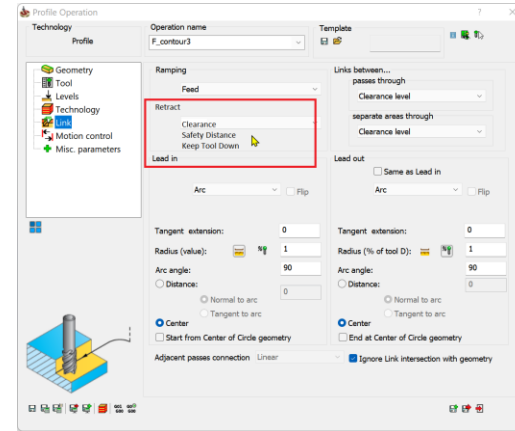 Profile Operation
Technology
Operation name
Template
Profile
F_contour3
Geometry
Tool
Levels
Technology
Link
Motion control
Misc. parameters
Ramping
Feed
Retract
Clearance
Safety Distance
Keep Tool Down
Links between...
passes through
Clearance level
separate areas through
Clearance level
Lead in
Arc
Flip
Tangent extension:
0
Radius (value):
1
Arc angle:
90
Distance:
0
Normal to arc
Tangent to arc
Center
Start from Center of Circle geometry
Lead out
Same as Lead in
Arc
Flip
Tangent extension:
0
Radius (% of tool D):
1
Arc angle:
90
Distance:
0
Normal to arc
Tangent to arc
Center
End at Center of Circle geometry
Adjacent passes connection Linear
Ignore Link intersection with geometry